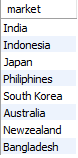 market
India
Indonesia
Japan
Philiphines
South Korea
Australia
Newzealand
Bangladesh